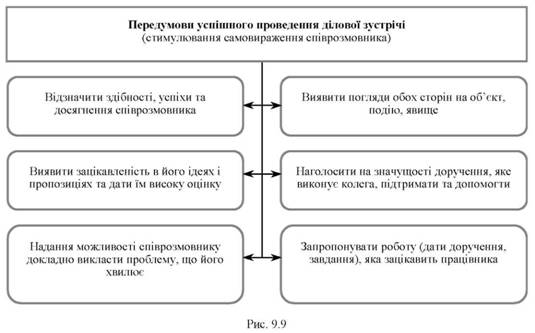 Передумови успішного проведення ділової зустрічі
(стимулювання самовираження співрозмовника)
Відзначити здібності, успіхи та
досягнення співрозмовника
Виявити погляди обох сторін на об’єкт,
подію, явище
Виявити зацікавленість в його ідеях і
пропозиціях та дати їм високу оцінку
Наголосити на значущості доручення, яке
виконує колега, підтримати та допомогти
Надання можливості співрозмовнику
докладно викласти проблему, що його
хвилює
Запропонувати роботу (дати доручення,
завдання), яка зацікавить працівника
Рис. 9.9